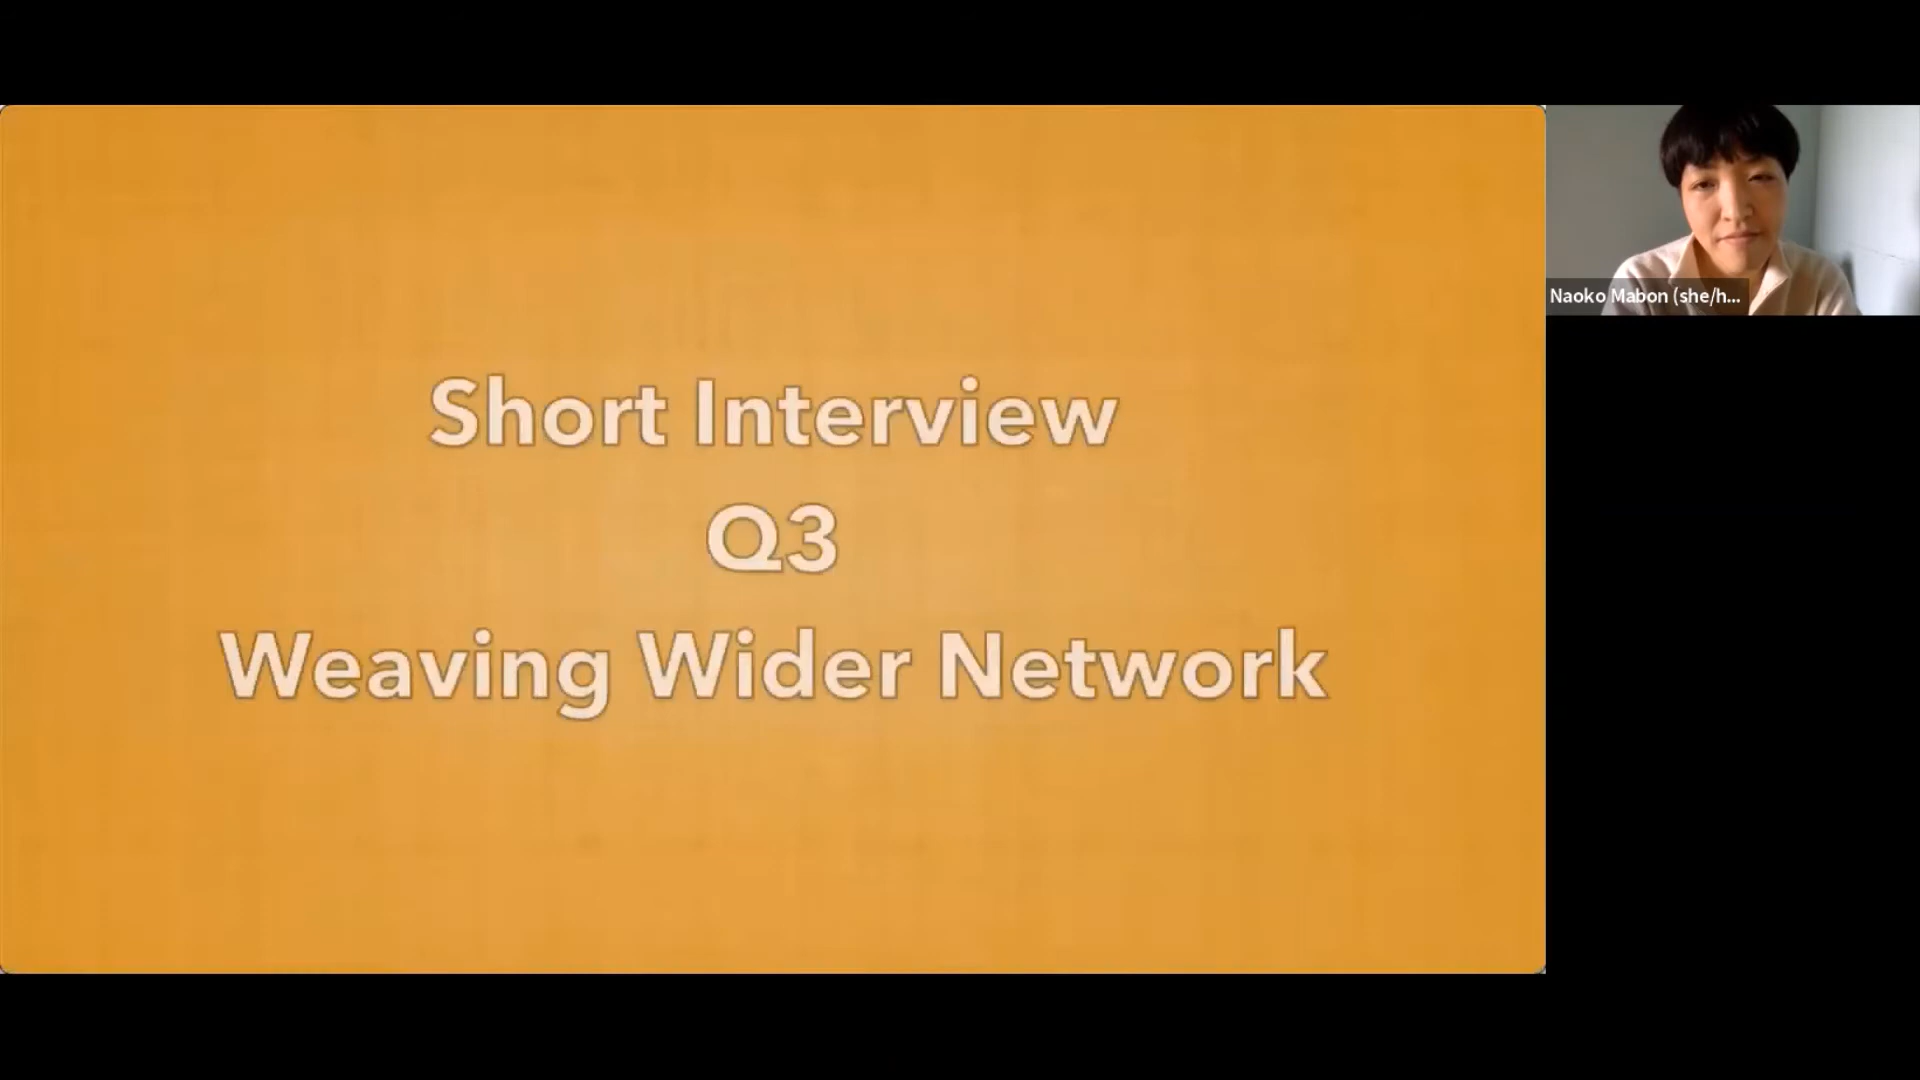 Short Interview
Q3
Weaving Wider Network
Naoko Mabon (she/h...